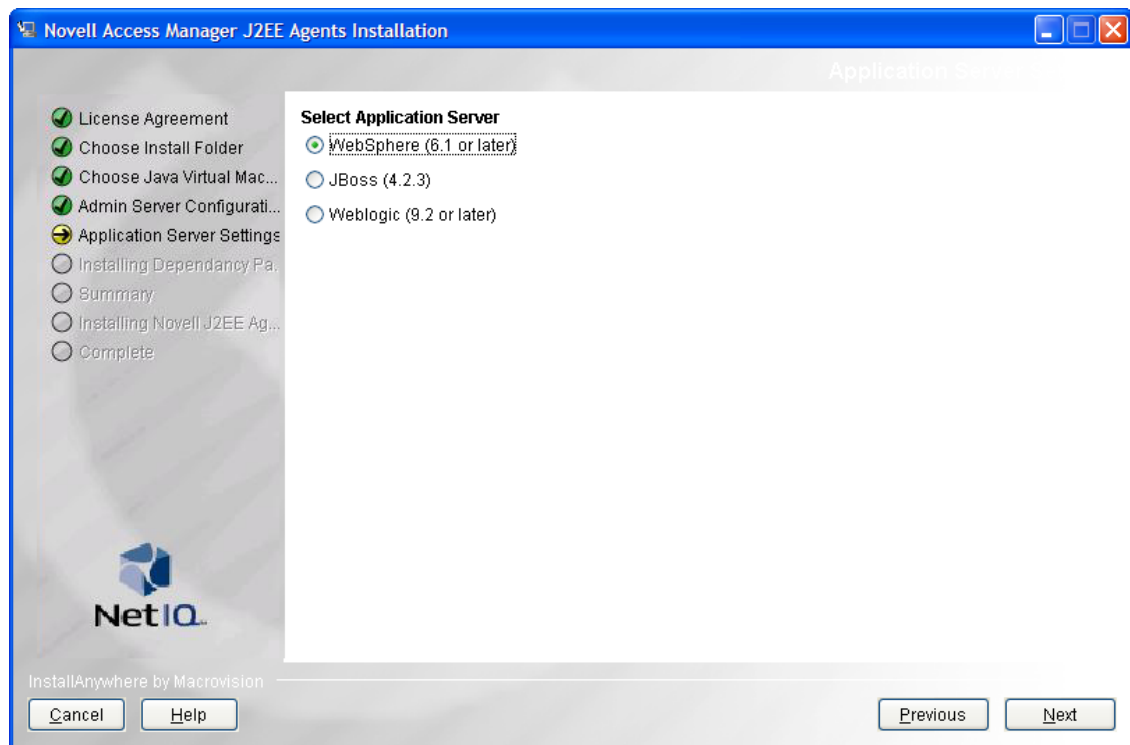 Novell Access Manager J2EE Agents Installation
Application Server
License Agreement
Choose Install Folder
Choose Java Virtual Mac...
Admin Server Configurati...
Application Server Settings
Installing Dependancy Pa.
Summary
Installing Novell J2EE Ag...
Complete
Select Application Server
WebSphere (6.1 or later)
JBoss (4.2.3)
Weblogic (9.2 or later)
NetIQ
InstallAnywhere by Macrovision
Cancel Help Previous Next